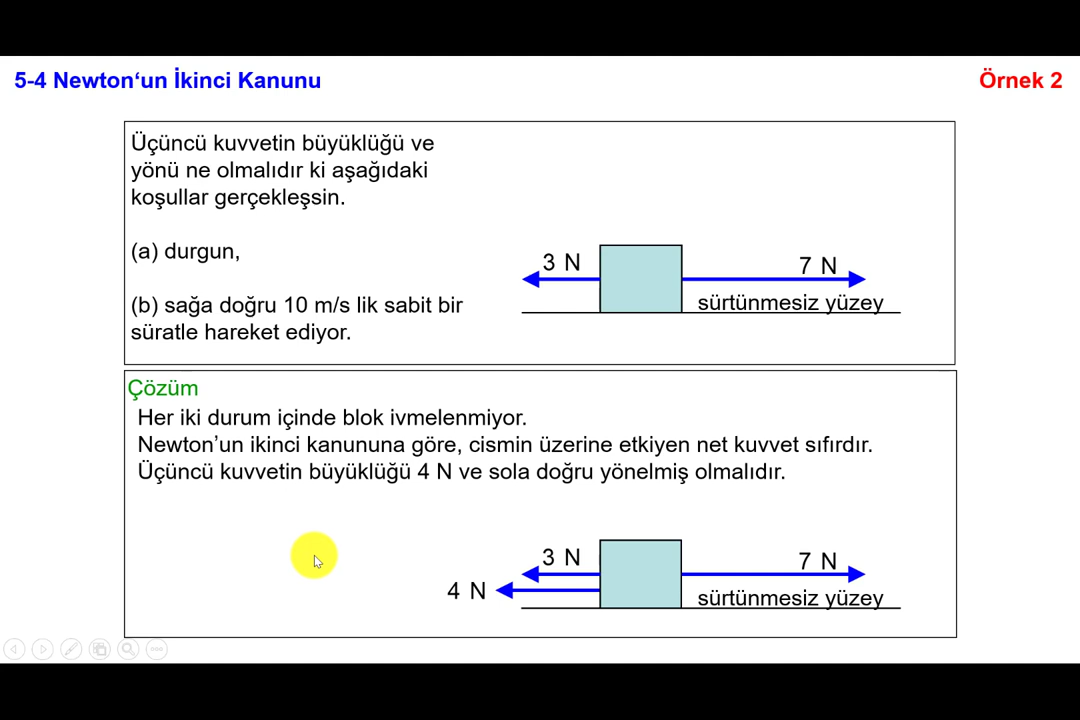 5-4 Newton‘un İkinci Kanunu
Örnek 2
Üçüncü kuvvetin büyüklüğü ve
yönü ne olmalıdır ki aşağıdaki
koşullar gerçekleşsin.
(a) durgun,
(b) sağa doğru 10 m/s lik sabit bir
süratle hareket ediyor.
3 N
7 N
sürtünmesiz yüzey
Çözüm
Her iki durum içinde blok ivmelenmiyor.
Newton’un ikinci kanununa göre, cismin üzerine etkiyen net kuvvet sıfırdır.
Üçüncü kuvvetin büyüklüğü 4 N ve sola doğru yönelmiş olmalıdır.
3 N
7 N
4 N
sürtünmesiz yüzey